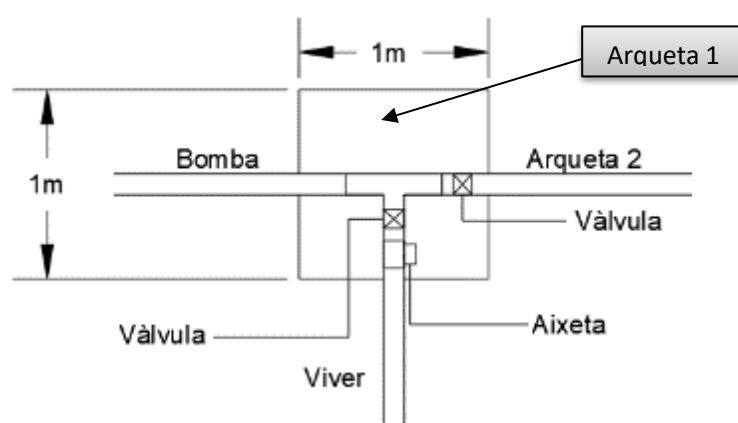 1m
Arqueta 1
Bomba
Arqueta 2
1m
Vàlvula
Vàlvula
Aixeta
Viver